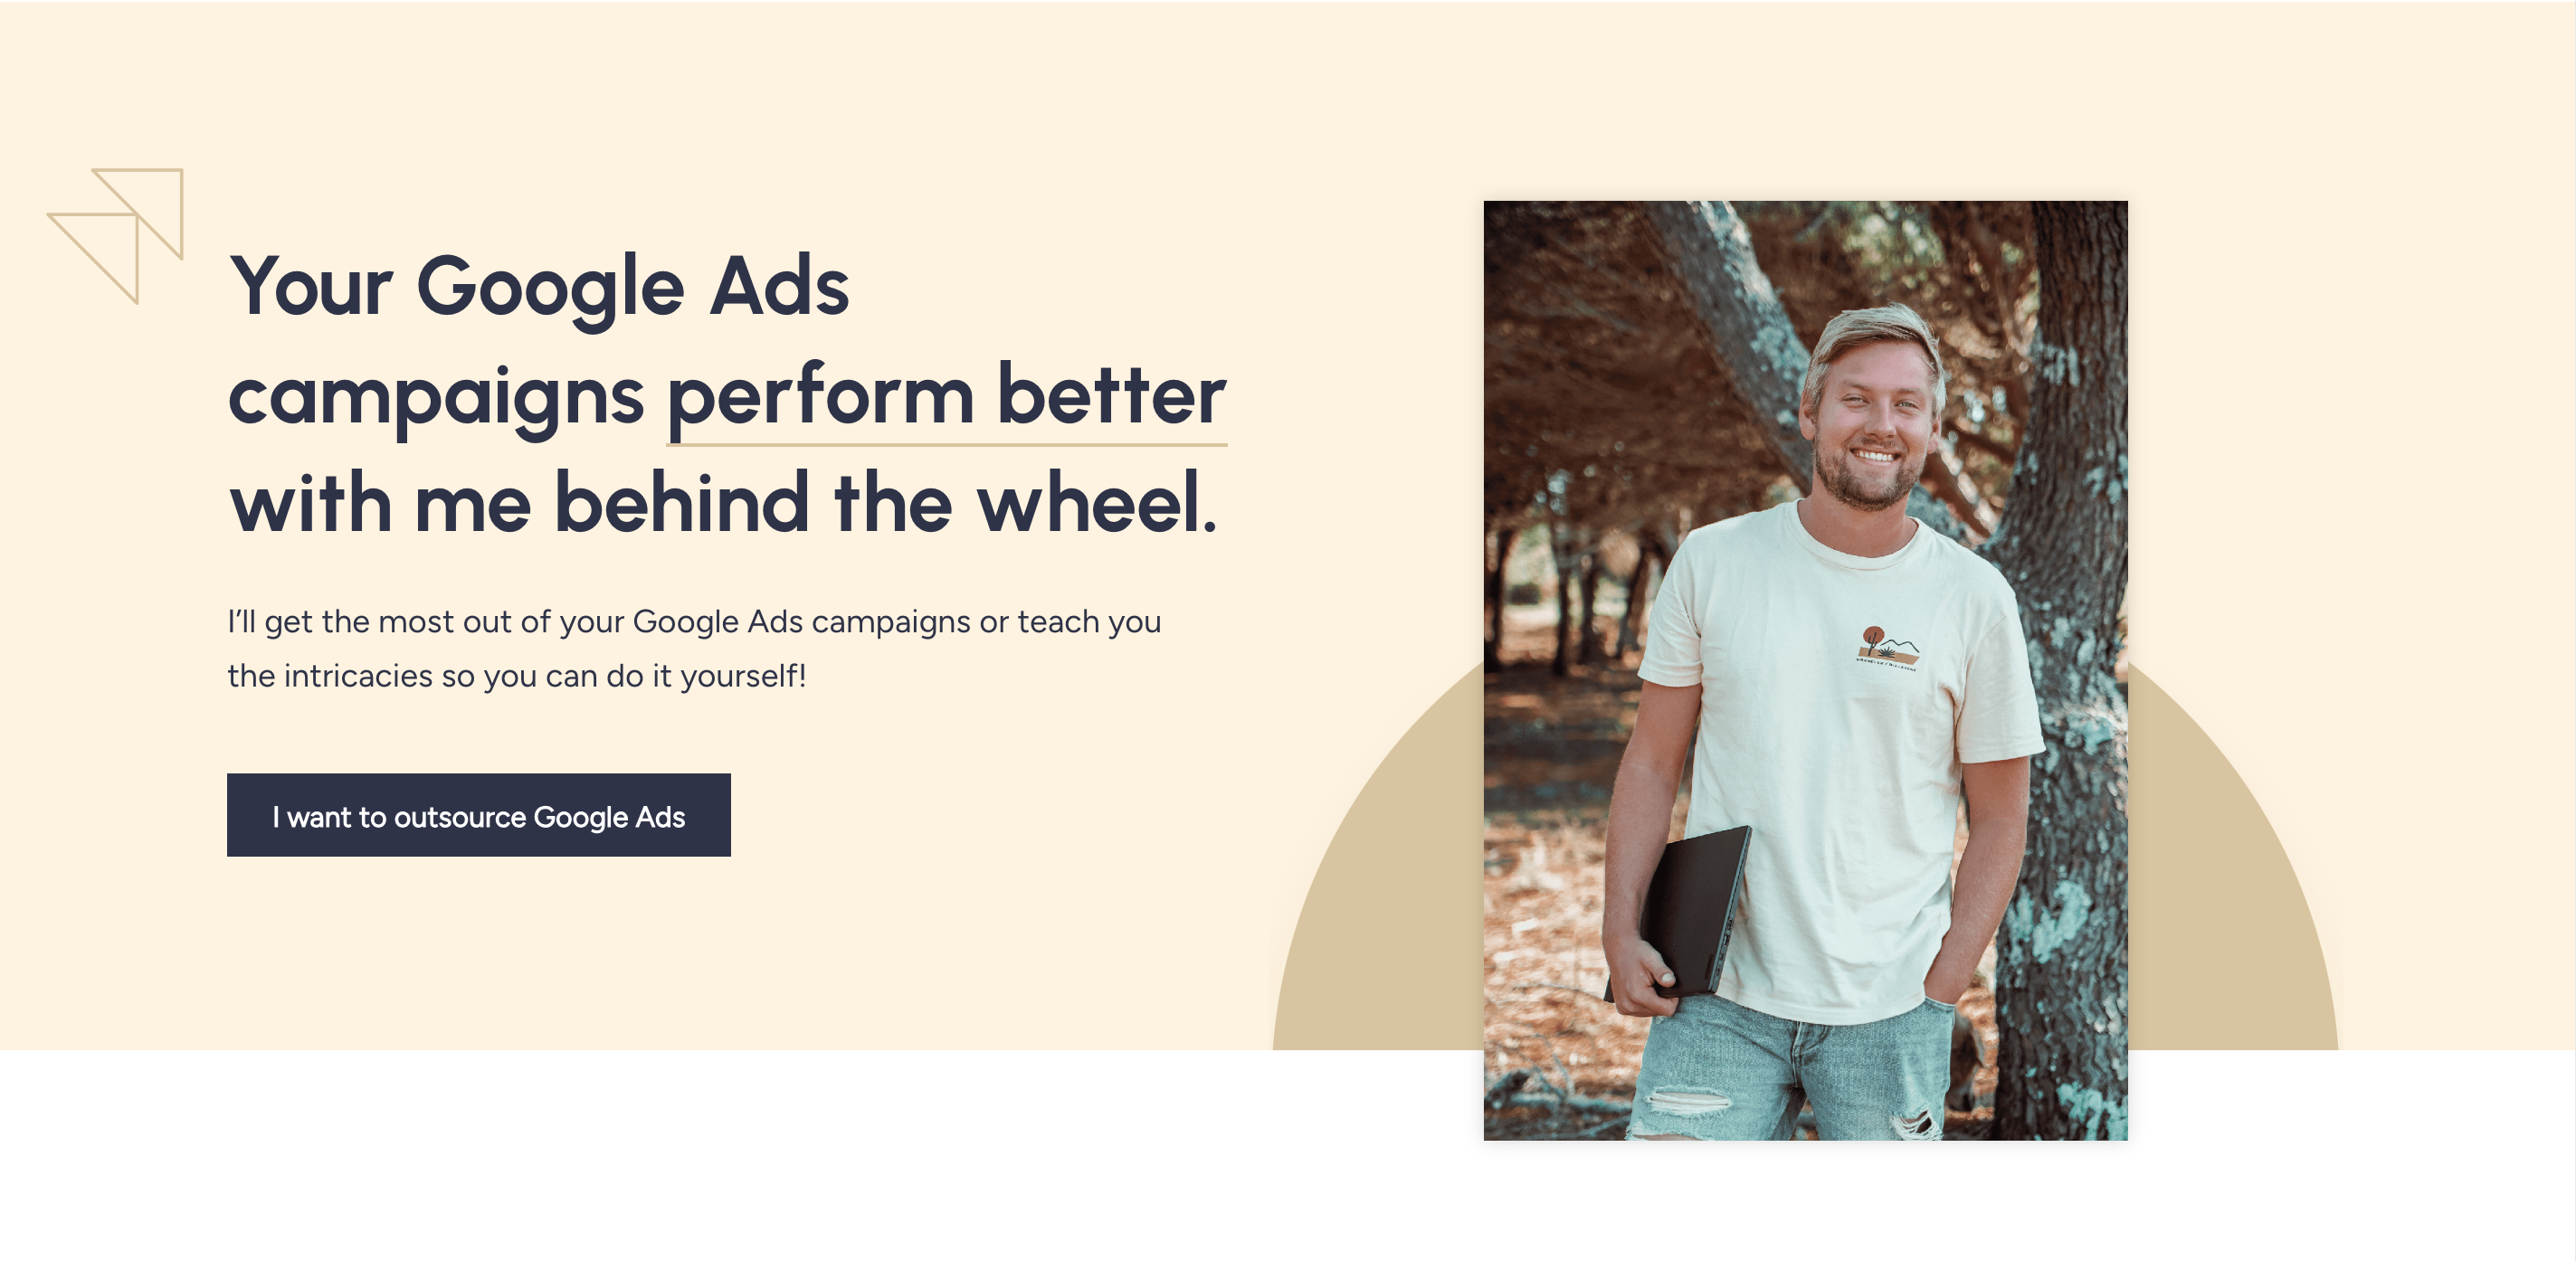 Your Google Ads
campaigns perform better
with me behind the wheel.
I’ll get the most out of your Google Ads campaigns or teach you
the intricacies so you can do it yourself!
I want to outsource Google Ads